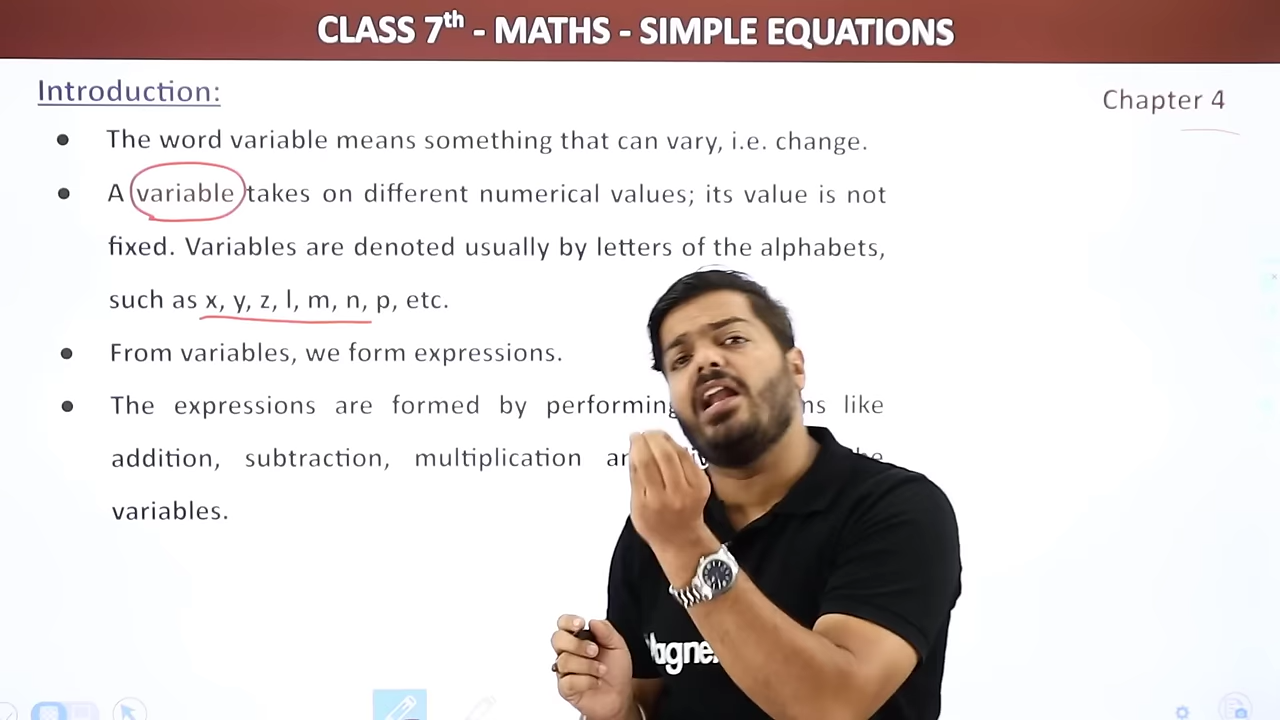 CLASS 7th - MATHS - SIMPLE EQUATIONS
Introduction:
Chapter 4
• The word variable means something that can vary, i.e. change.
• A variable takes on different numerical values; its value is not
fixed. Variables are denoted usually by letters of the alphabets,
such as x, y, z, l, m, n, p, etc.
• From variables, we form expressions.
• The expressions are formed by performing like
addition, subtraction, multiplication
variables.